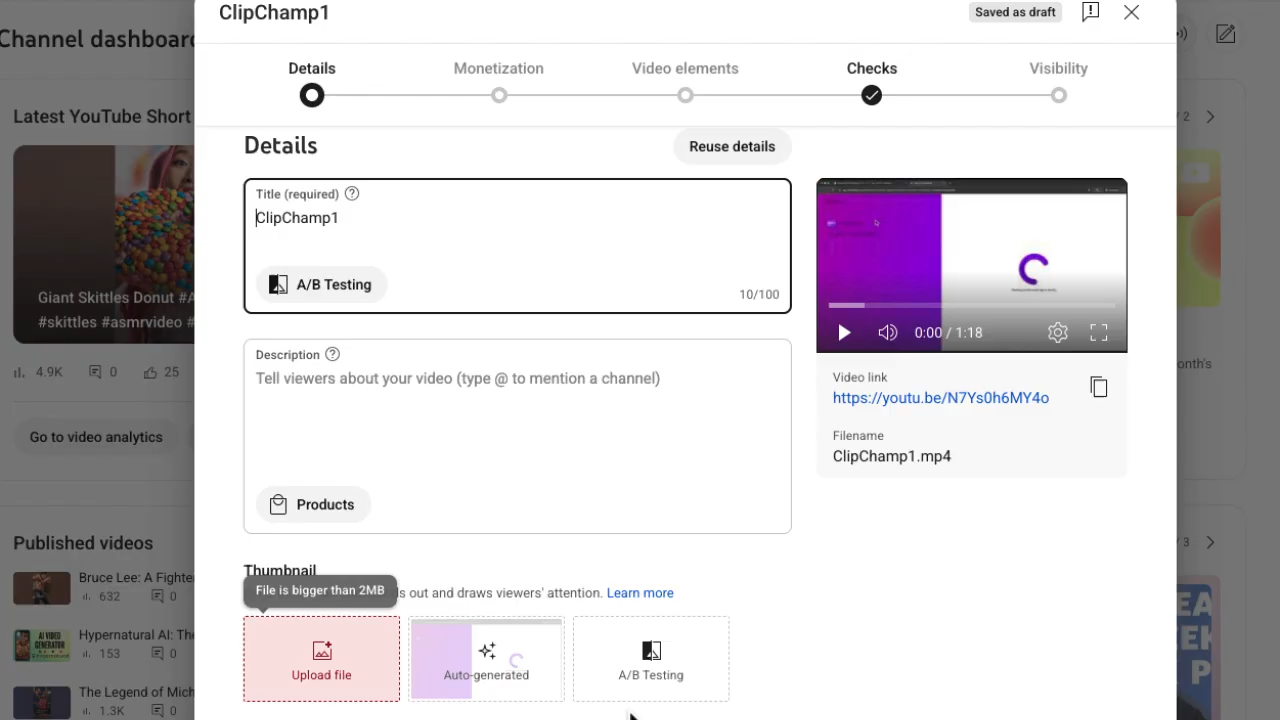 ClipChamp1
Saved as draft
Channel dashboard
Details
Monetization
Video elements
Checks
Visibility
Latest YouTube Short
/ 2
Details
Reuse details
Title (required)
ClipChamp1
A/B Testing
10/100
Giant Skittles Donut #A
#skittles #asmrvideo #
4.9K
0
25
Go to video analytics
Description
Tell viewers about your video (type @ to mention a channel)
Products
0:00 / 1:18
Video link
https://youtu.be/N7Ys0h6MY4o
Filename
ClipChamp1.mp4
onth's
Published videos
/ 3
Bruce Lee: A Fighte
632
0
Hypernatural AI: The
153
0
The Legend of Mich
1.3K
0
Thumbnail
File is bigger than 2MB
s out and draws viewers' attention. Learn more
Upload file
Auto-generated
A/B Testing